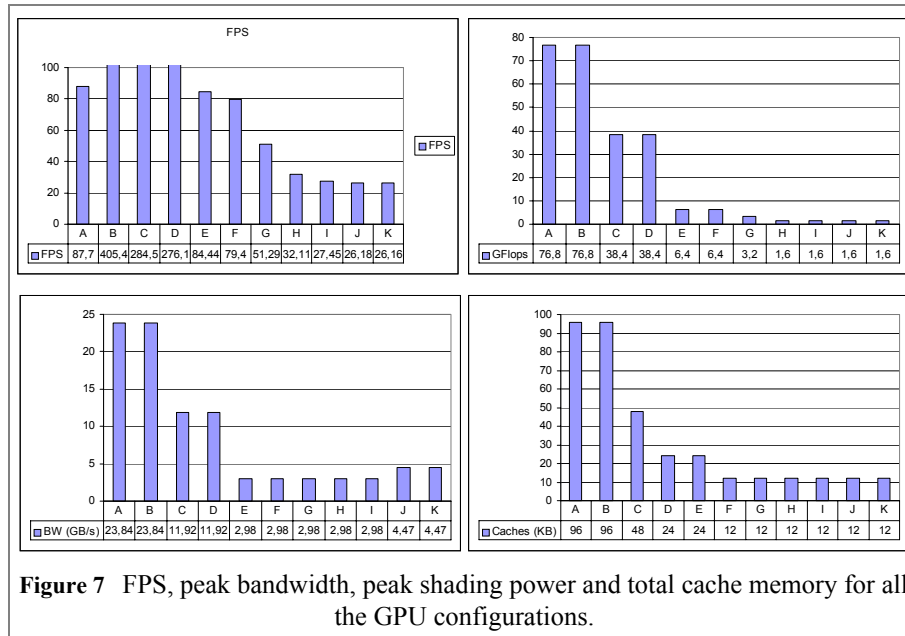 FPS
100
80
60
40
20
0
A B C D E F G H I J K
FPS 87,7 405,4 284,5 276,1 84,44 79,4 51,29 32,11 27,45 26,18 26,16
FPS
80
70
60
50
40
30
20
10
0
A B C D E F G H I J K
GFlops 76,8 76,8 38,4 38,4 6,4 6,4 3,2 1,6 1,6 1,6 1,6
25
20
15
10
5
0
A B C D E F G H I J K
BW (GB/s) 23,84 23,84 11,92 11,92 2,98 2,98 2,98 2,98 2,98 4,47 4,47
100
90
80
70
60
50
40
30
20
10
0
A B C D E F G H I J K
Caches (KB) 96 96 48 24 24 12 12 12 12 12 12
Figure 7 FPS, peak bandwidth, peak shading power and total cache memory for all
the GPU configurations.